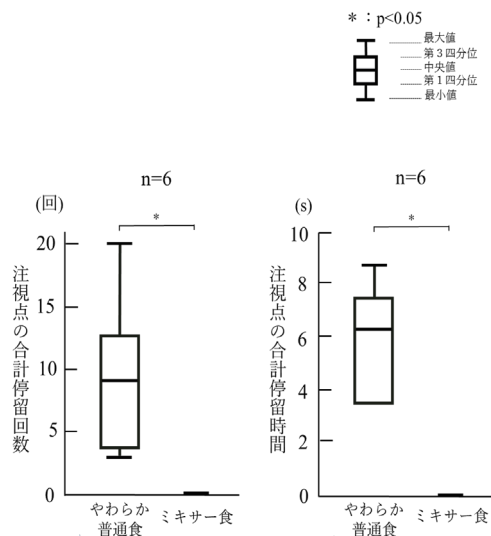 ＊：p<0.05
最大値
第３四分位
中央値
第１四分位
最小値
n=6
(回)
*
20
15
10
5
0
注視点の合計停留回数
やわらか
普通食
ミキサー食
n=6
(s)
*
10
8
6
4
2
0
注視点の合計停留時間
やわらか
普通食
ミキサー食